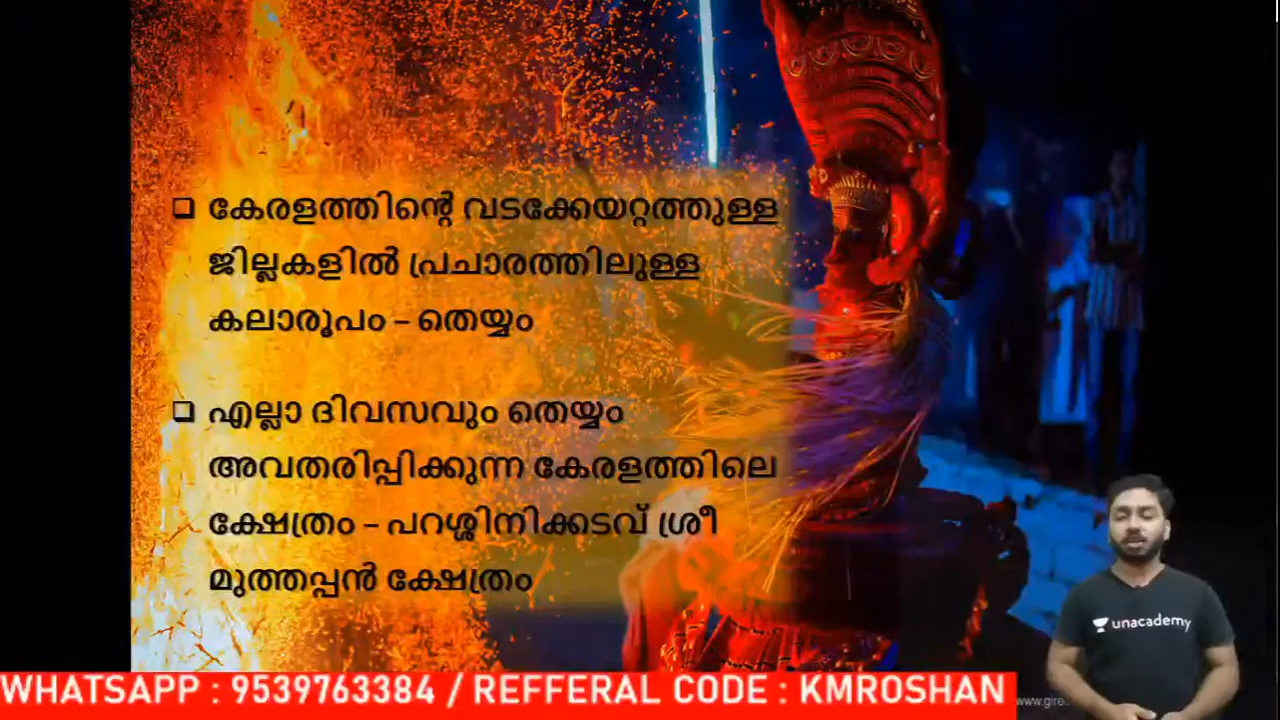 ❑ കേരളത്തിന്റെ വടക്കേയറ്റത്തുള്ള
ജില്ലകളിൽ പ്രചാരത്തിലുള്ള
കലാരൂപം – തെയ്യം
❑ എല്ലാ ദിവസവും തെയ്യം
അവതരിപ്പിക്കുന്ന കേരളത്തിലെ
ക്ഷേത്രം – പറശ്ശിനിക്കടവ് ശ്രീ
മുത്തപ്പൻ ക്ഷേത്രം
unacademy
WHATSAPP : 9539763384 / REFFERAL CODE : KMROSHAN